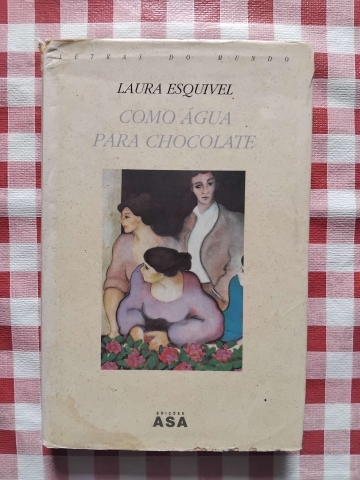 LETRAS DO MUNDO
LAURA ESQUIVEL
COMO ÁGUA
PARA CHOCOLATE
EDIÇÕES
ASA